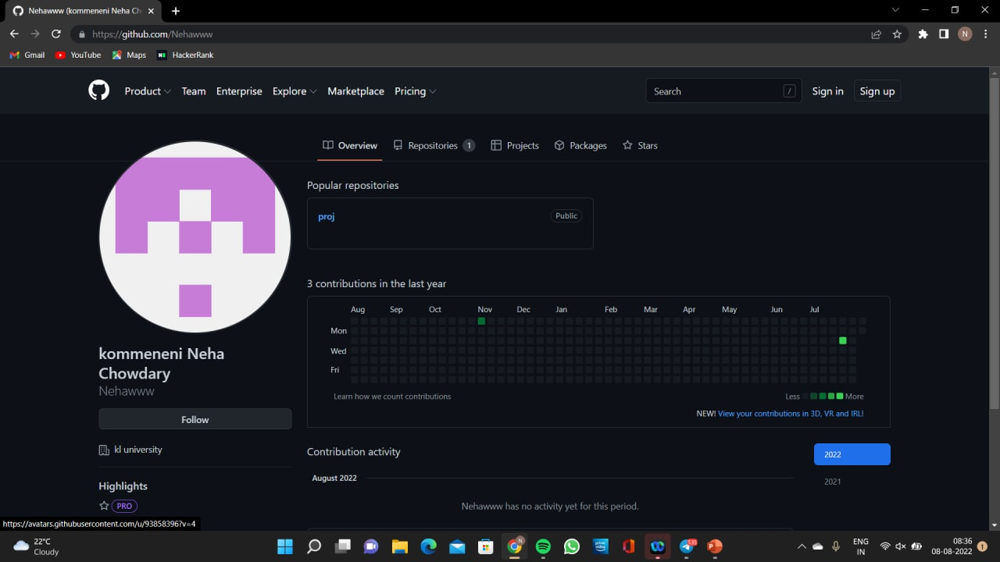 Nehawww (kommeneni Neha Ch
https://github.com/Nehawww
N
Gmail YouTube Maps HackerRank
Product Team Enterprise Explore Marketplace Pricing Search / Sign in Sign up
Overview Repositories 1 Projects Packages Stars
Popular repositories
proj Public
3 contributions in the last year
Aug Sep Oct Nov Dec Jan Feb Mar Apr May Jun Jul
Mon
Wed
Fri
Learn how we count contributions Less More
NEW! View your contributions in 3D, VR and IRL!
kommeneni Neha
Chowdary
Nehawww
Follow
kl university
Highlights
PRO
Contribution activity
2022
2021
August 2022
Nehawww has no activity yet for this period.
https://avatars.githubusercontent.com/u/93858396?v=4
22°C
Cloudy
ENG
IN
08:36
08-08-2022
1